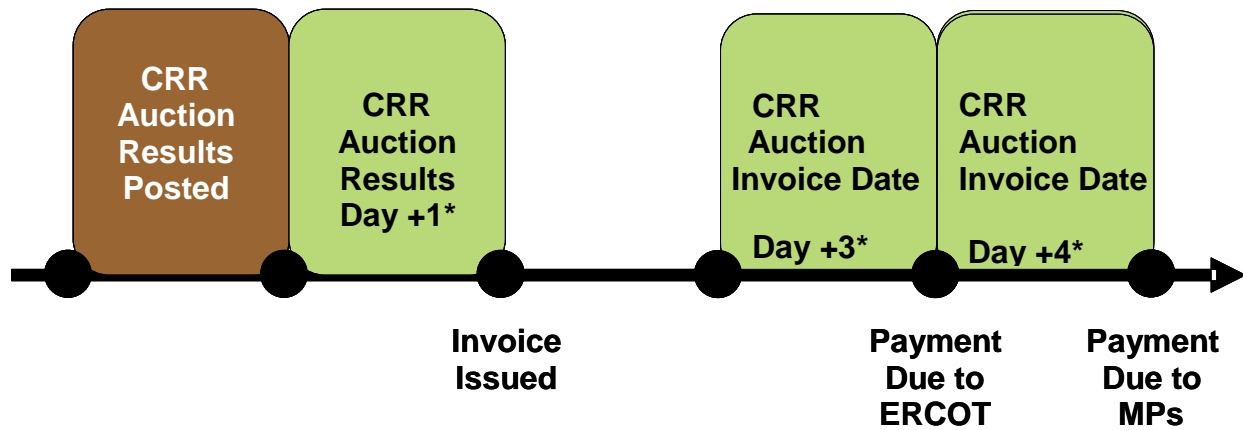 CRR
Auction
Results
Posted
CRR
Auction
Results
Day +1*
CRR
Auction
Invoice Date
Day +3*
CRR
Auction
Invoice Date
Day +4*
Invoice
Issued
Payment
Due to
ERCOT
Payment
Due to
MPs